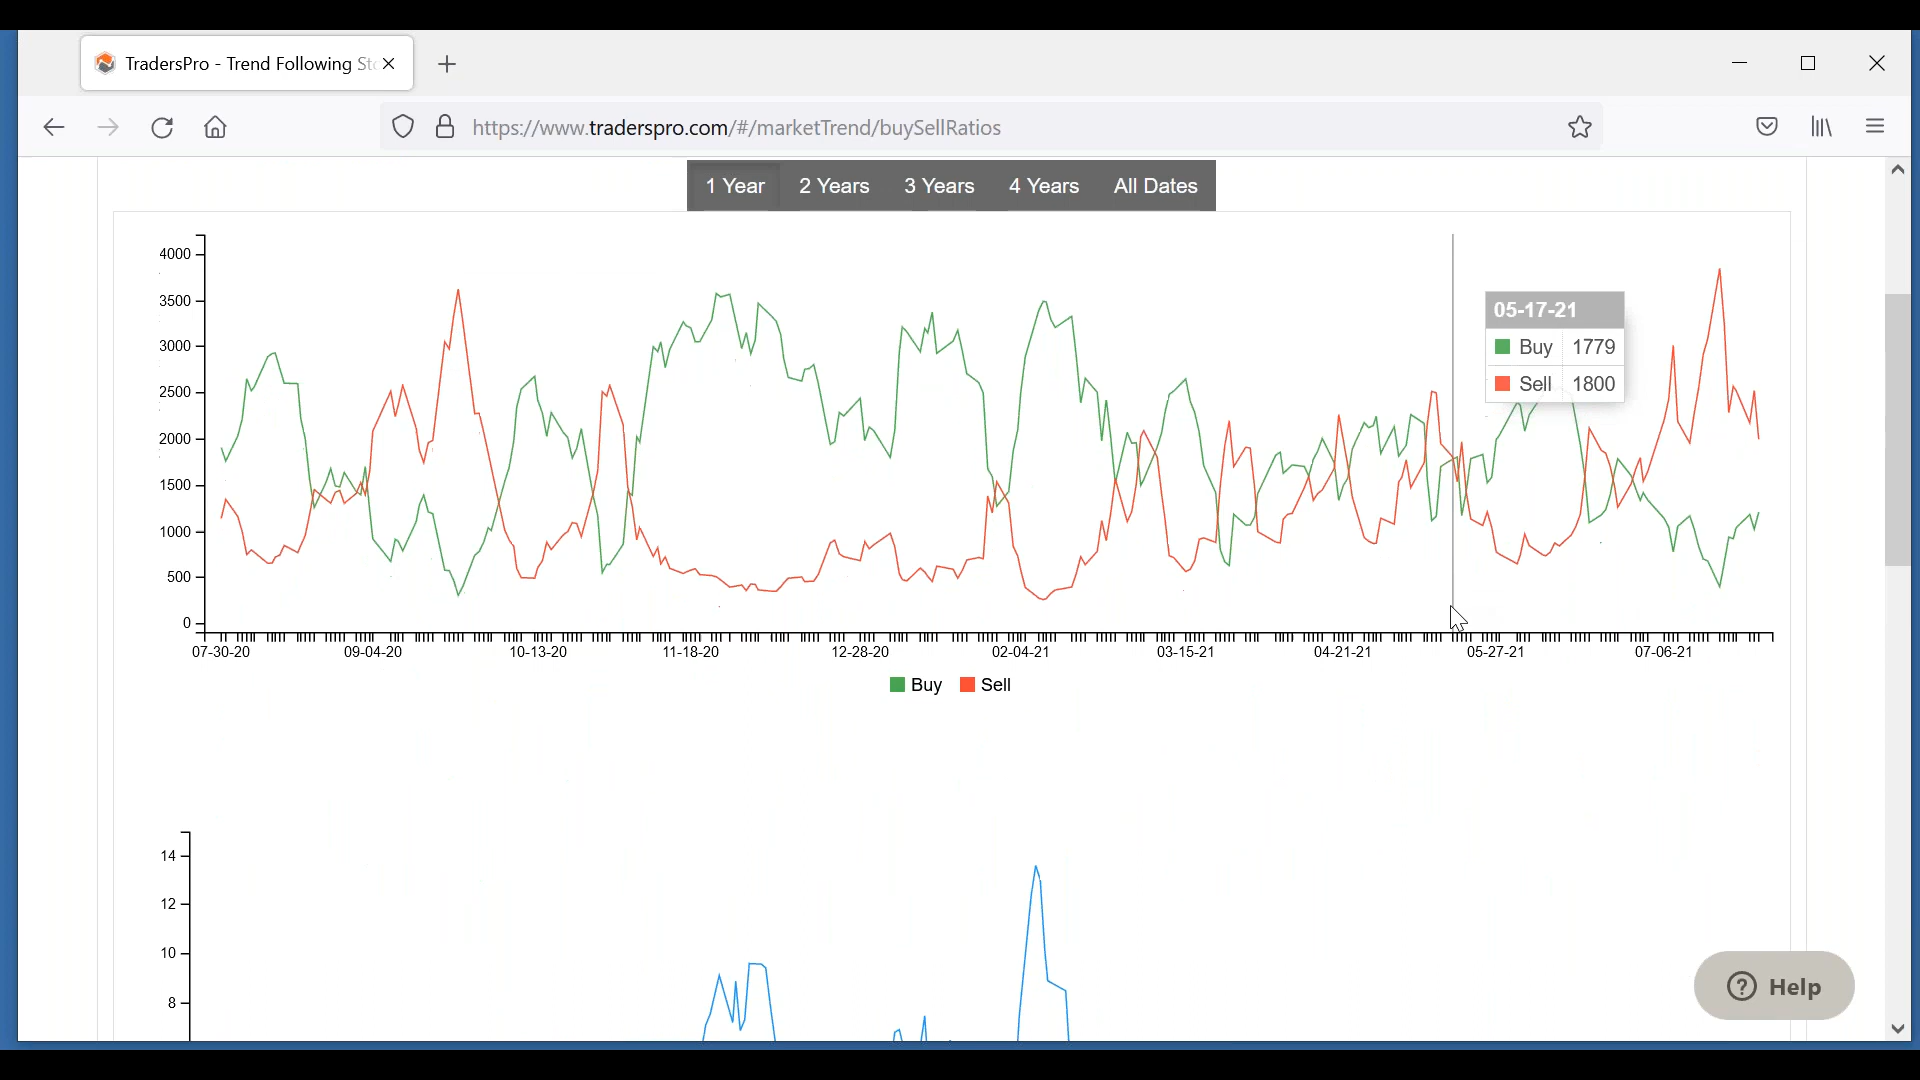 TradersPro - Trend Following St
https://www.traderspro.com/#/marketTrend/buySellRatios
1 Year 2 Years 3 Years 4 Years All Dates
4000
3500
3000
2500
2000
1500
1000
500
0
05-17-21
Buy 1779
Sell 1800
07-30-20 09-04-20 10-13-20 11-18-20 12-28-20 02-04-21 03-15-21 04-21-21 05-27-21 07-06-21
Buy Sell
14
12
10
8
? Help